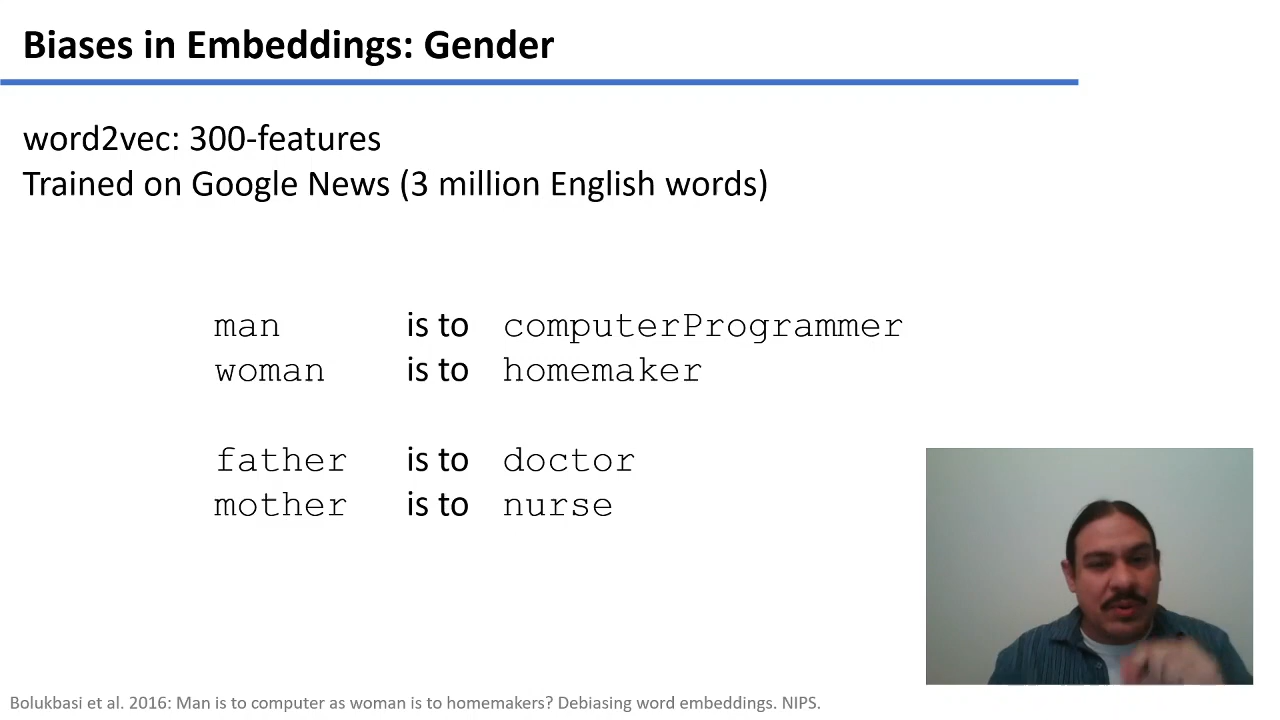 Biases in Embeddings: Gender
word2vec: 300-features
Trained on Google News (3 million English words)
man is to computerProgrammer
woman is to homemaker
father is to doctor
mother is to nurse
Bolukbasi et al. 2016: Man is to computer as woman is to homemakers? Debiasing word embeddings. NIPS.